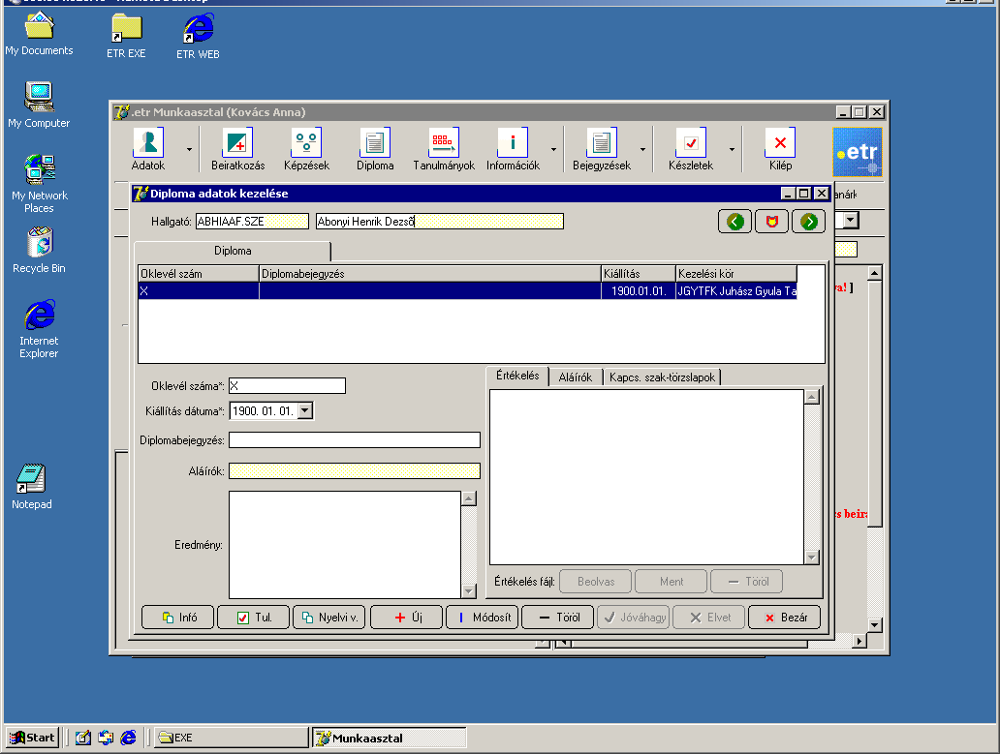 My Documents
ETR EXE
ETR WEB
My Computer
My Network
Places
Recycle Bin
Internet
Explorer
Notepad
.etr Munkaasztal (Kovács Anna)
Adatok
Beiratkozás
Képzések
Diploma
Tanulmányok
Információk
Bejegyzések
Készletek
Kilép
.etr
Diploma adatok kezelése
Hallgató: ABHIAAF.SZE Abonyi Henrik Dezsõ
Diploma
Oklevél szám Diplomabejegyzés Kiállítás Kezelési kör
X 1900.01.01. JGYTFK Juhász Gyula Ta
Oklevél száma*: X
Kiállítás dátuma*: 1900. 01. 01.
Diplomabejegyzés:
Aláírók:
Eredmény:
Értékelés Aláírók Kapcs. szak-törzslapok
Értékelés fájl: Beolvas Ment Töröl
Infó Tul. Nyelvi v. Új Módosít Töröl Jóváhagy Elvet Bezár
Start EXE Munkaasztal